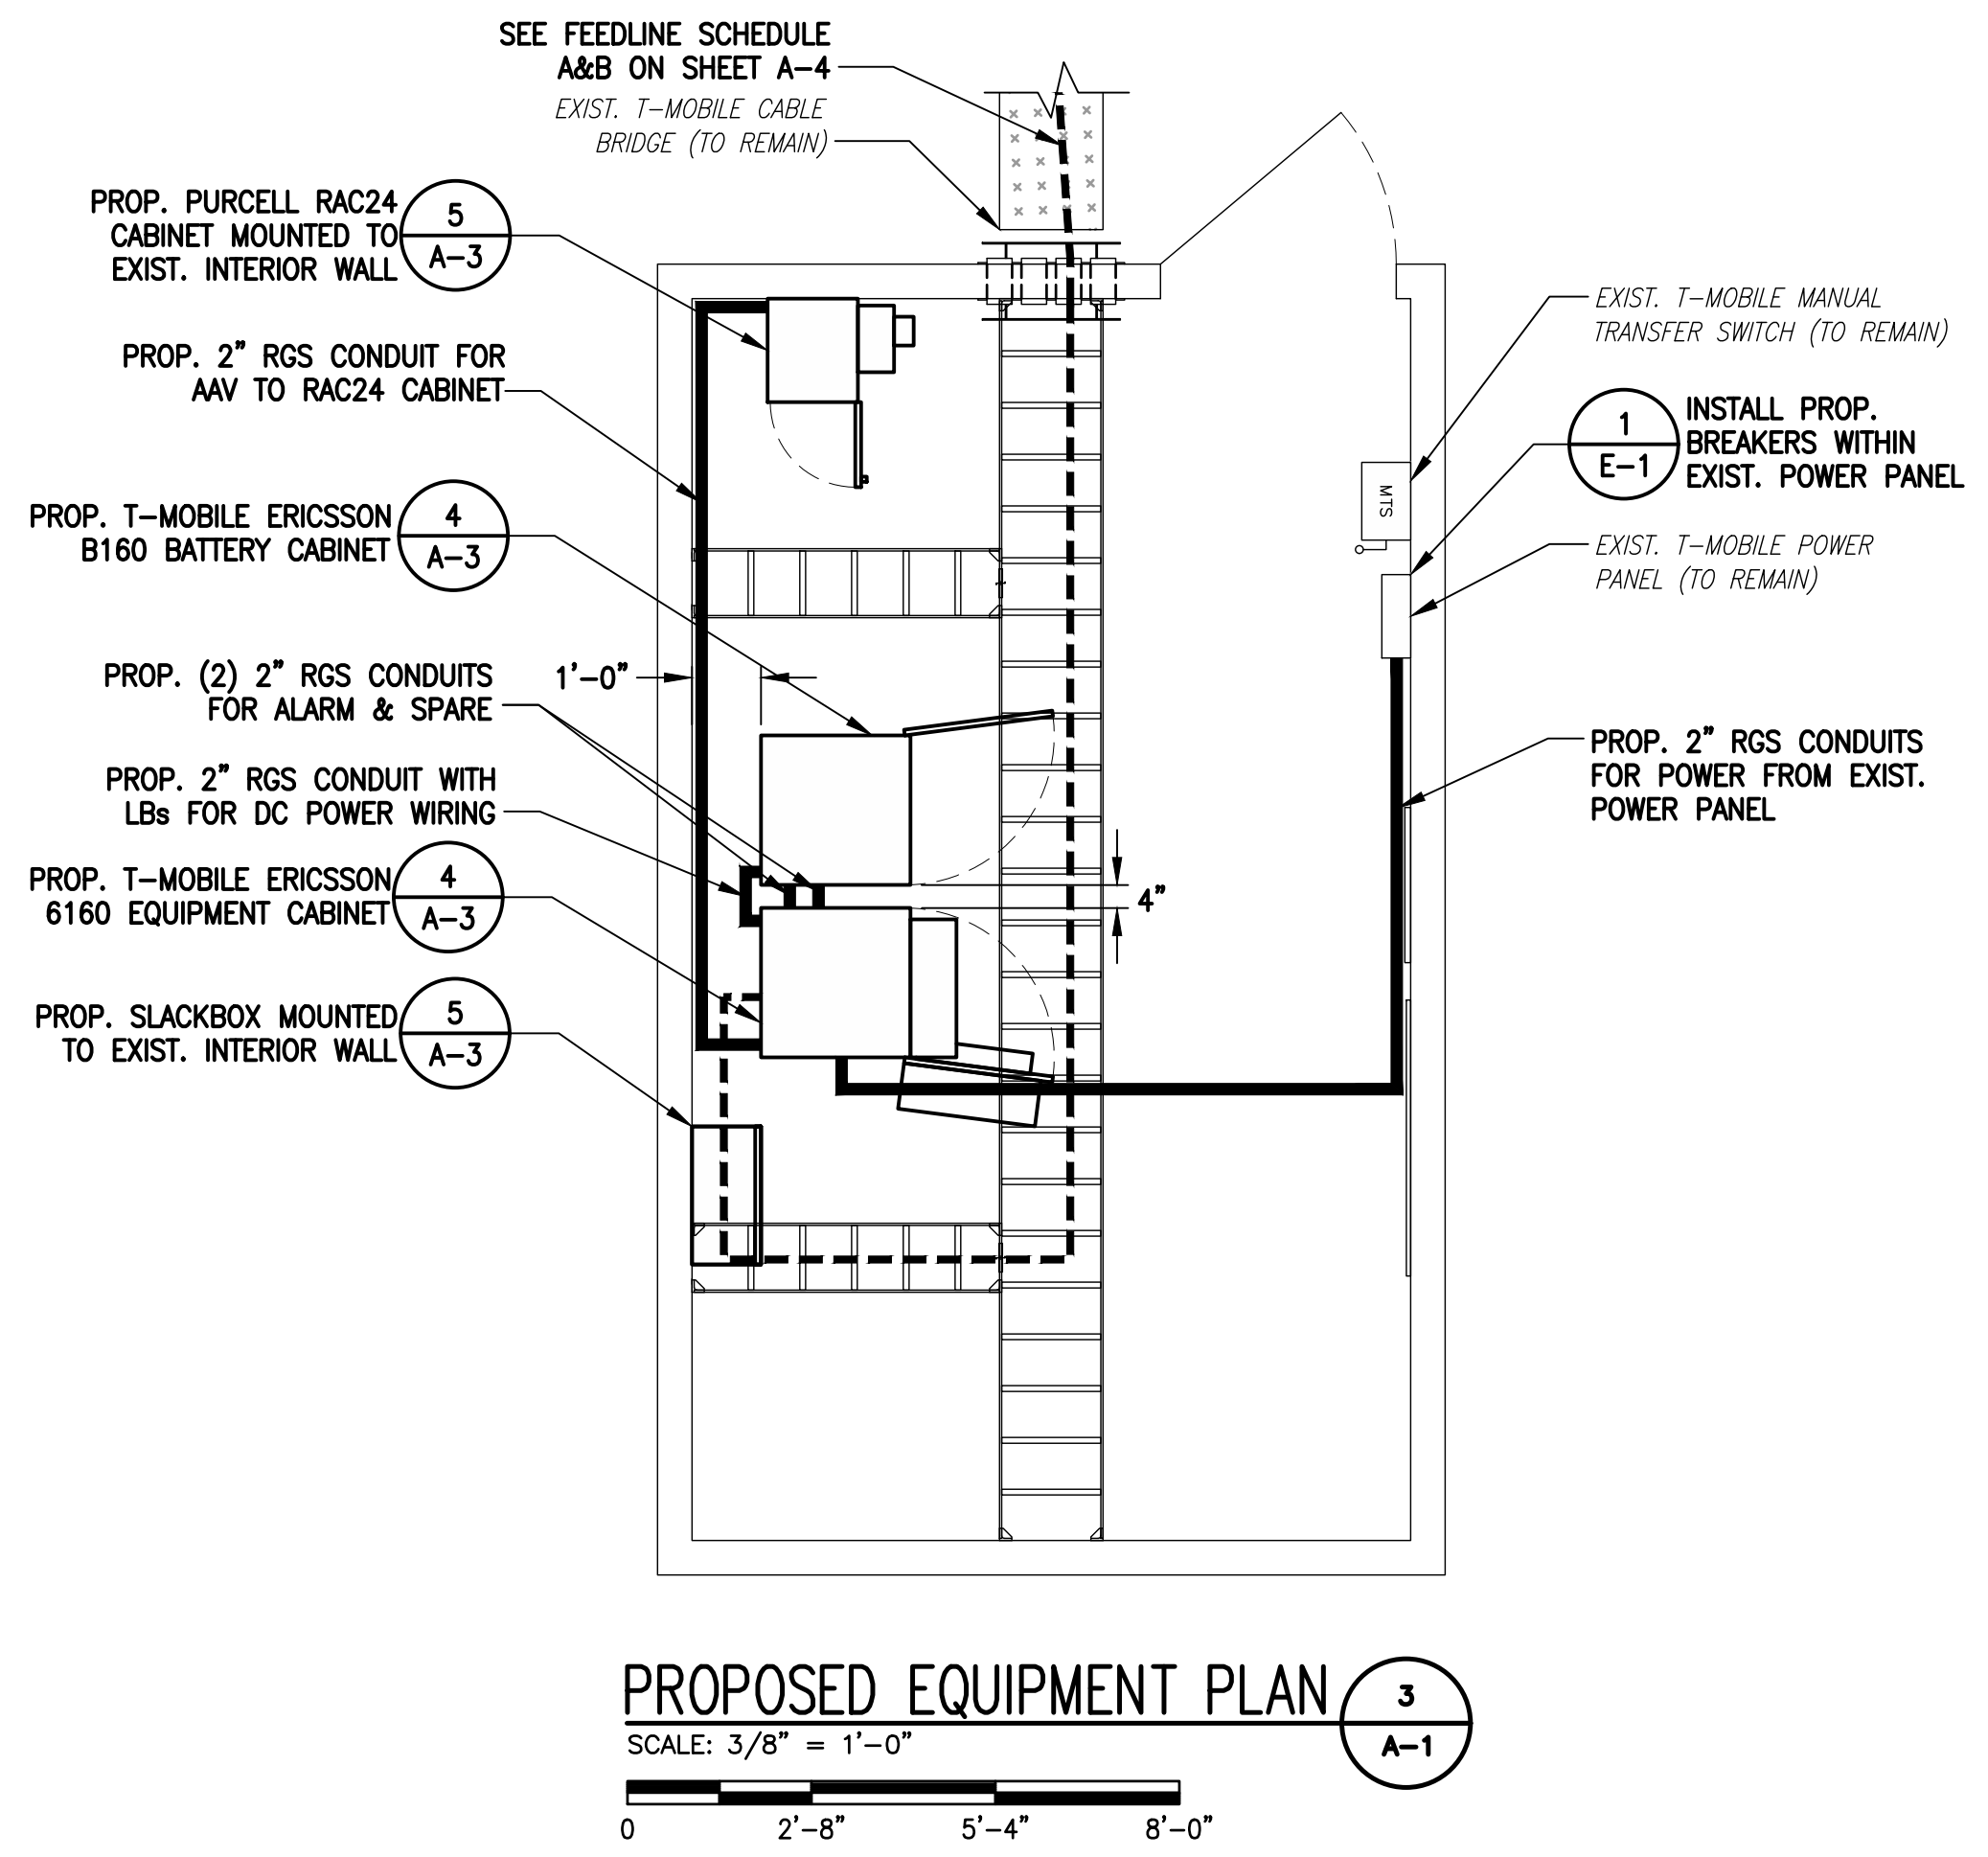 SEE FEEDLINE SCHEDULE
A&B ON SHEET A-4
EXIST. T-MOBILE CABLE
BRIDGE (TO REMAIN)
PROP. PURCELL RAC24
CABINET MOUNTED TO
EXIST. INTERIOR WALL
5
A-3
PROP. 2" RGS CONDUIT FOR
AAV TO RAC24 CABINET
PROP. T-MOBILE ERICSSON
B160 BATTERY CABINET
4
A-3
PROP. (2) 2" RGS CONDUITS
FOR ALARM & SPARE
1'-0"
PROP. 2" RGS CONDUIT WITH
LBs FOR DC POWER WIRING
PROP. T-MOBILE ERICSSON
6160 EQUIPMENT CABINET
4
A-3
4"
PROP. SLACKBOX MOUNTED
TO EXIST. INTERIOR WALL
5
A-3
EXIST. T-MOBILE MANUAL
TRANSFER SWITCH (TO REMAIN)
1
E-1
INSTALL PROP.
BREAKERS WITHIN
EXIST. POWER PANEL
MTS
EXIST. T-MOBILE POWER
PANEL (TO REMAIN)
PROP. 2" RGS CONDUITS
FOR POWER FROM EXIST.
POWER PANEL
PROPOSED EQUIPMENT PLAN
3
A-1
SCALE: 3/8" = 1'-0"
0 2'-8" 5'-4" 8'-0"